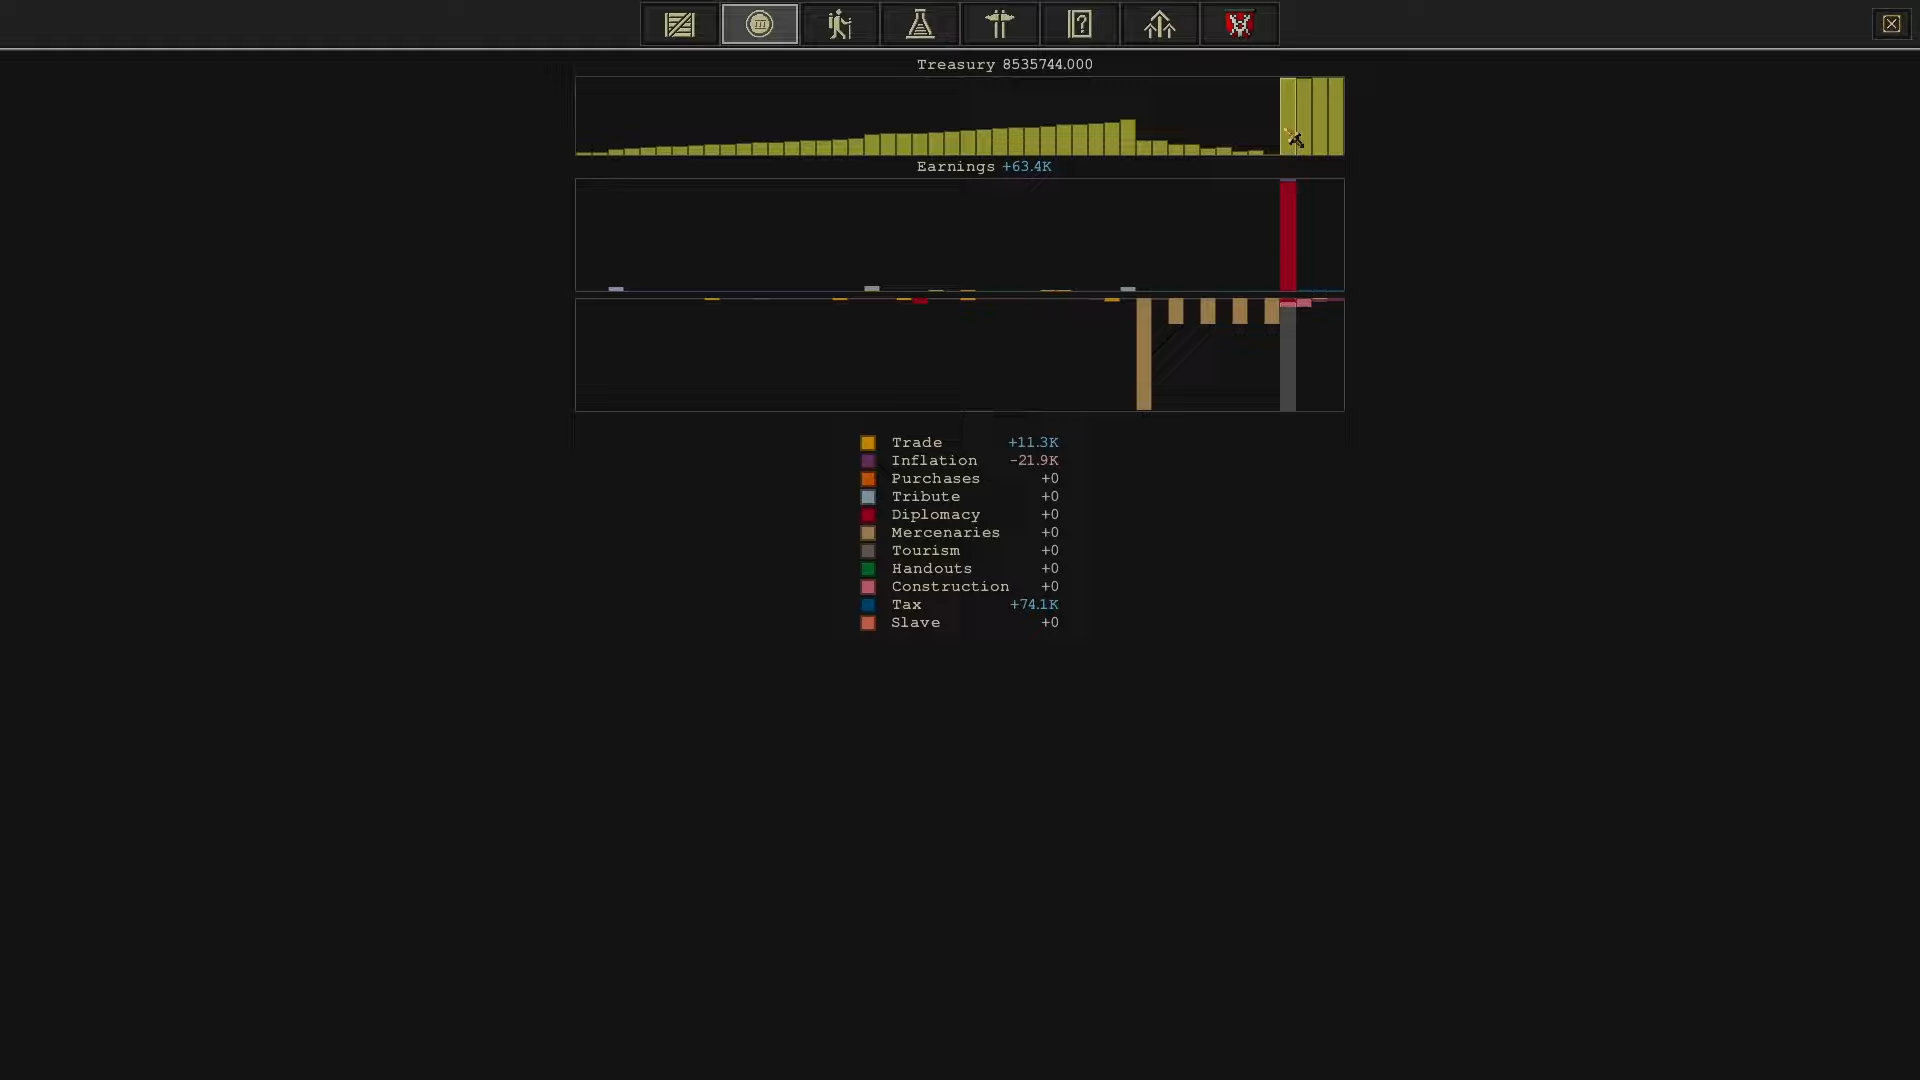 Treasury 8535744.000
Earnings +63.4K
Trade +11.3K
Inflation -21.9K
Purchases +0
Tribute +0
Diplomacy +0
Mercenaries +0
Tourism +0
Handouts +0
Construction +0
Tax +74.1K
Slave +0